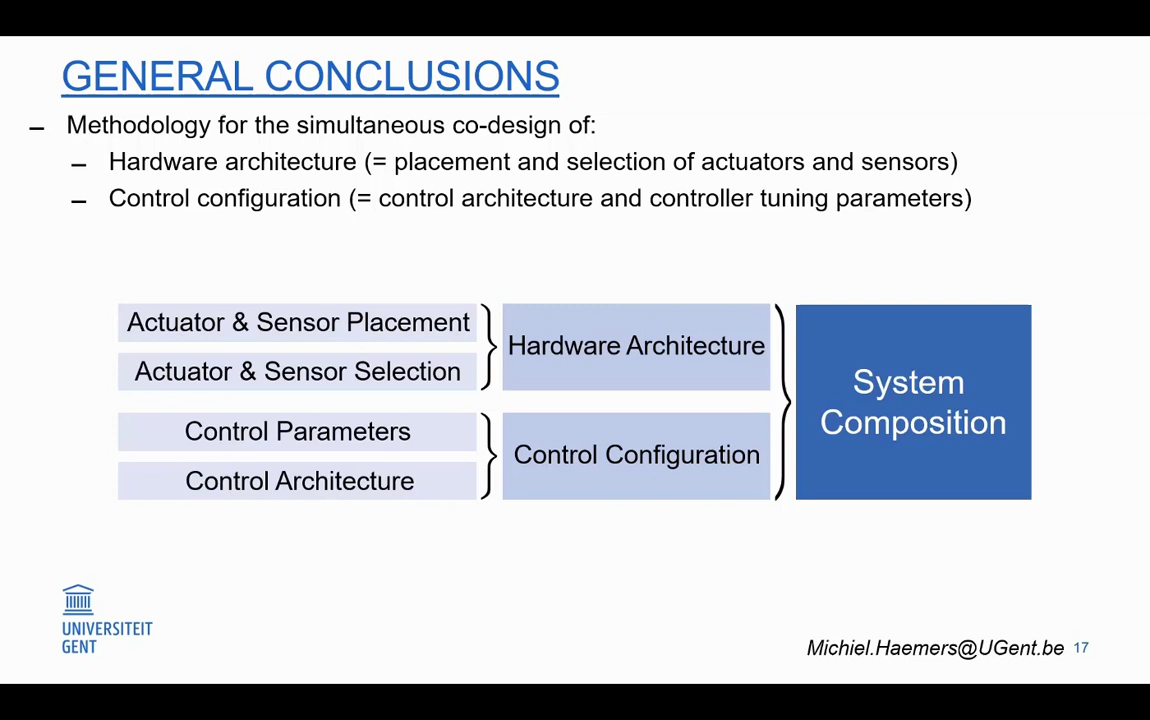 GENERAL CONCLUSIONS
– Methodology for the simultaneous co-design of:
– Hardware architecture (= placement and selection of actuators and sensors)
– Control configuration (= control architecture and controller tuning parameters)
Actuator & Sensor Placement
Actuator & Sensor Selection
Hardware Architecture
Control Parameters
Control Architecture
Control Configuration
System
Composition
UNIVERSITEIT
GENT
Michiel.Haemers@UGent.be 17